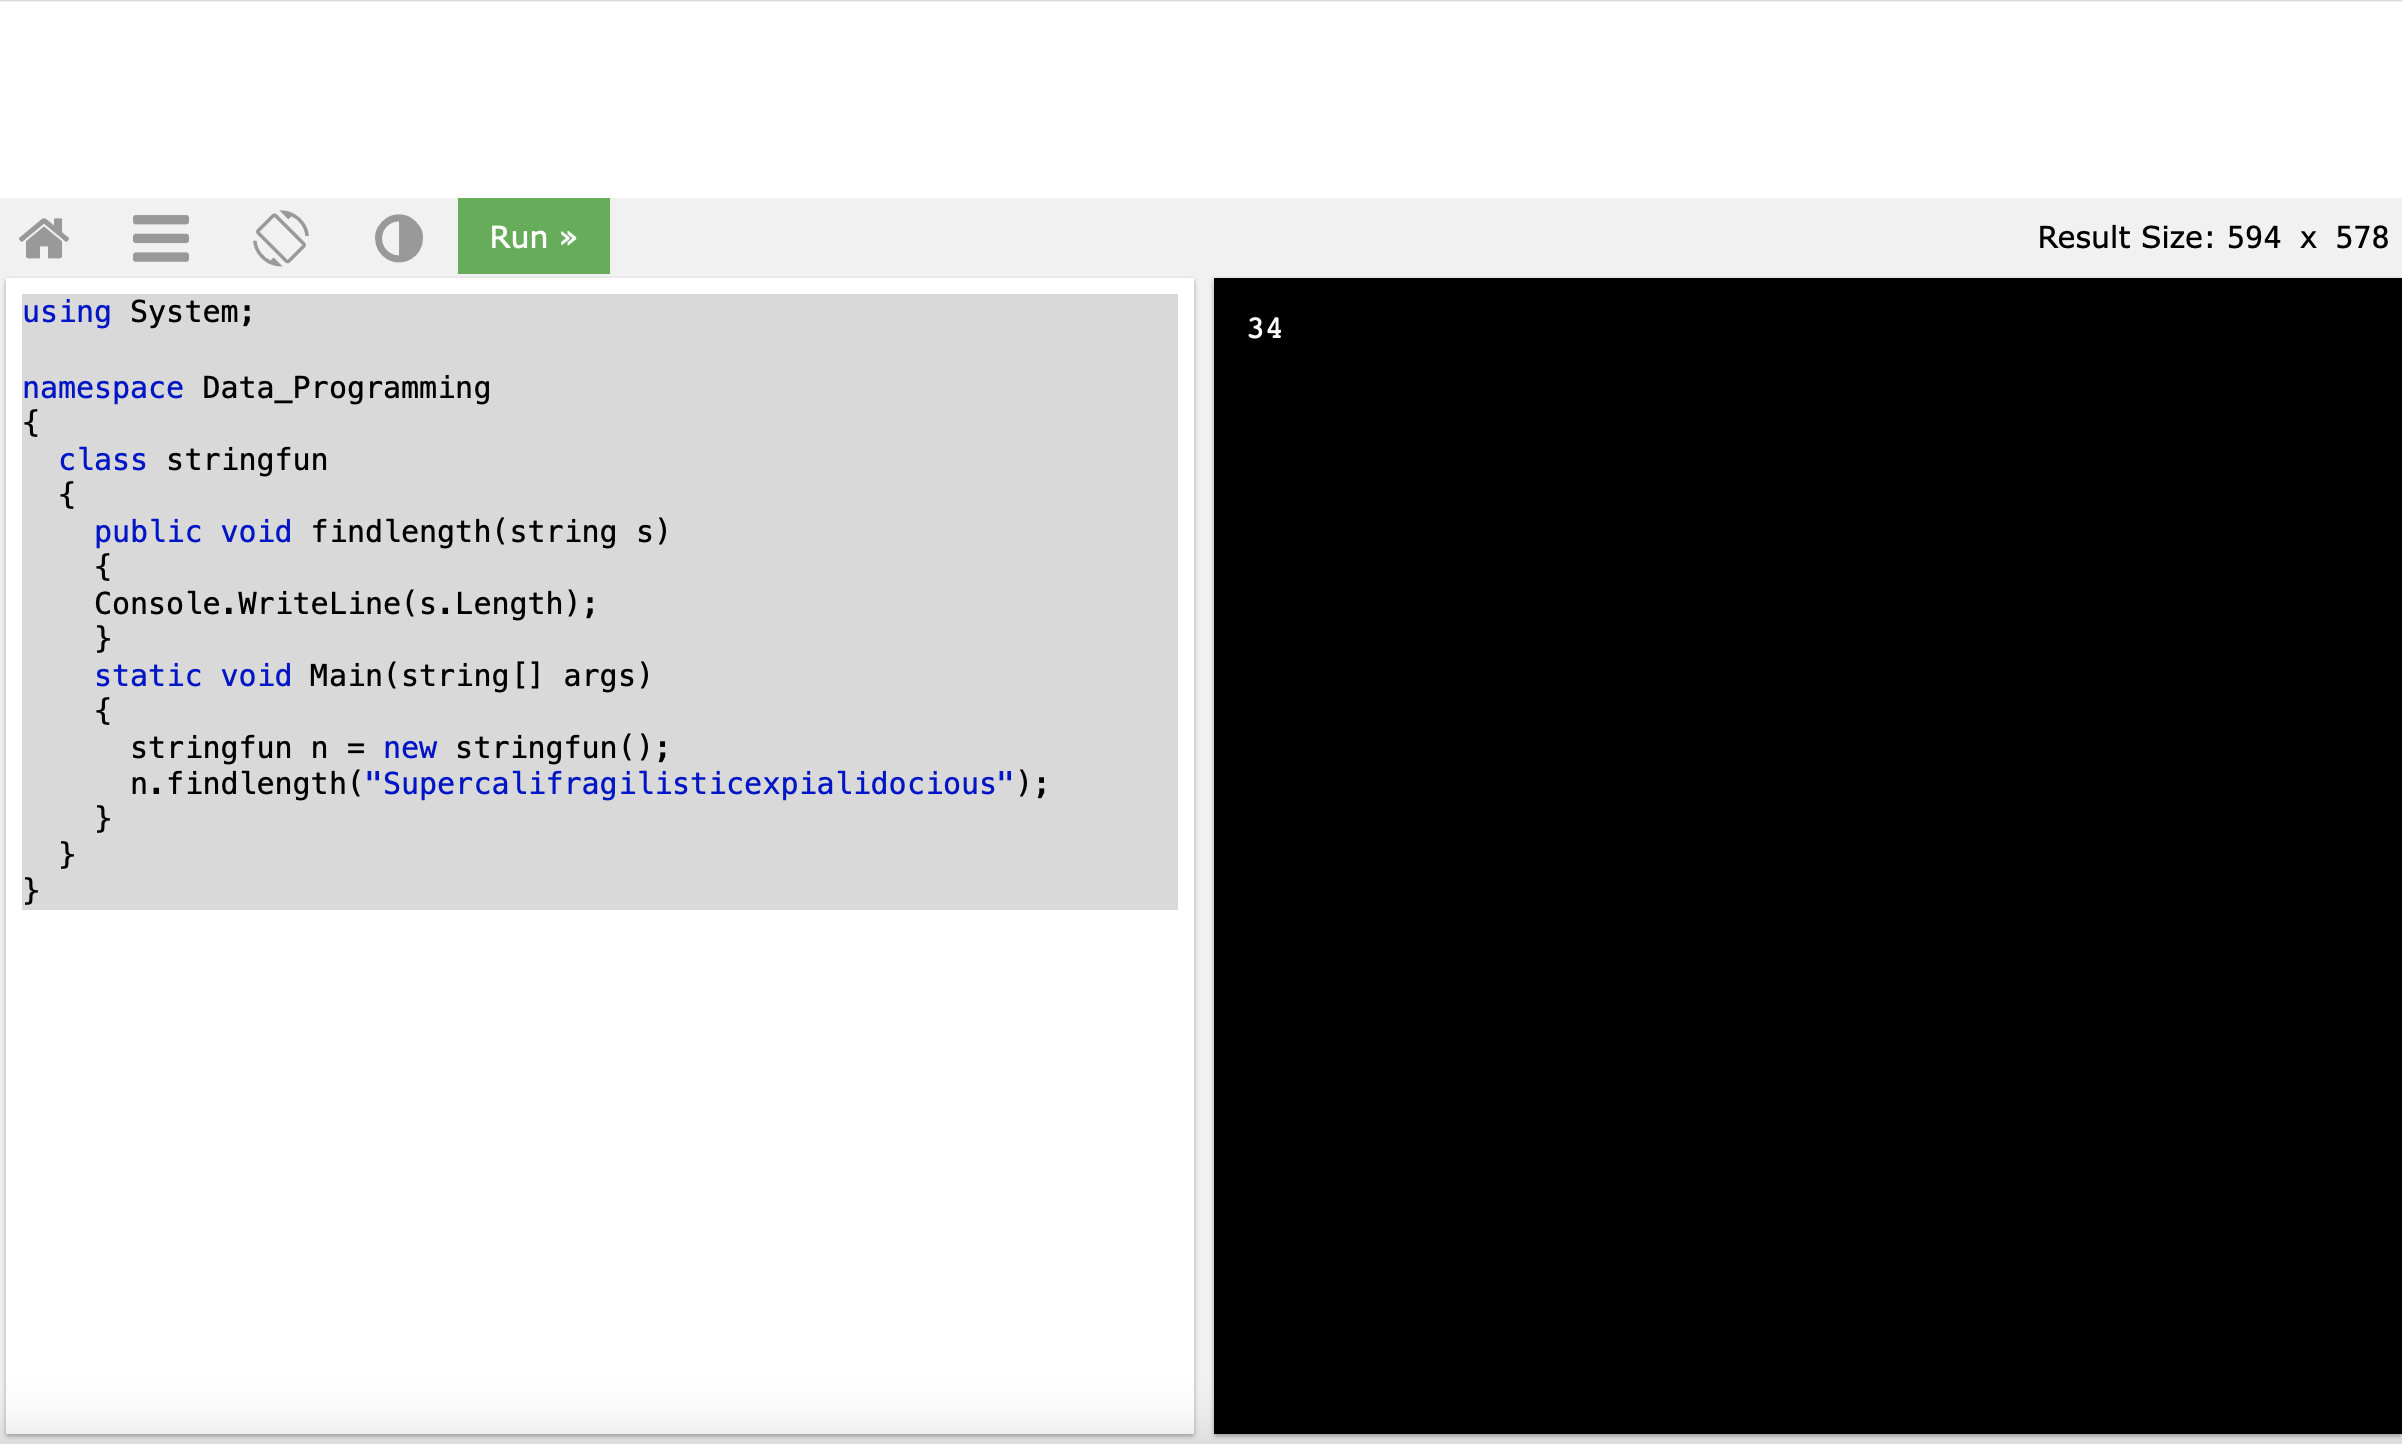 Run »
Result Size: 594 x 578
using System;
namespace Data_Programming
{
  class stringfun
  {
    public void findlength(string s)
    {
    Console.WriteLine(s.Length);
    }
    static void Main(string[] args)
    {
      stringfun n = new stringfun();
      n.findlength("Supercalifragilisticexpialidocious");
    }
  }
}
34